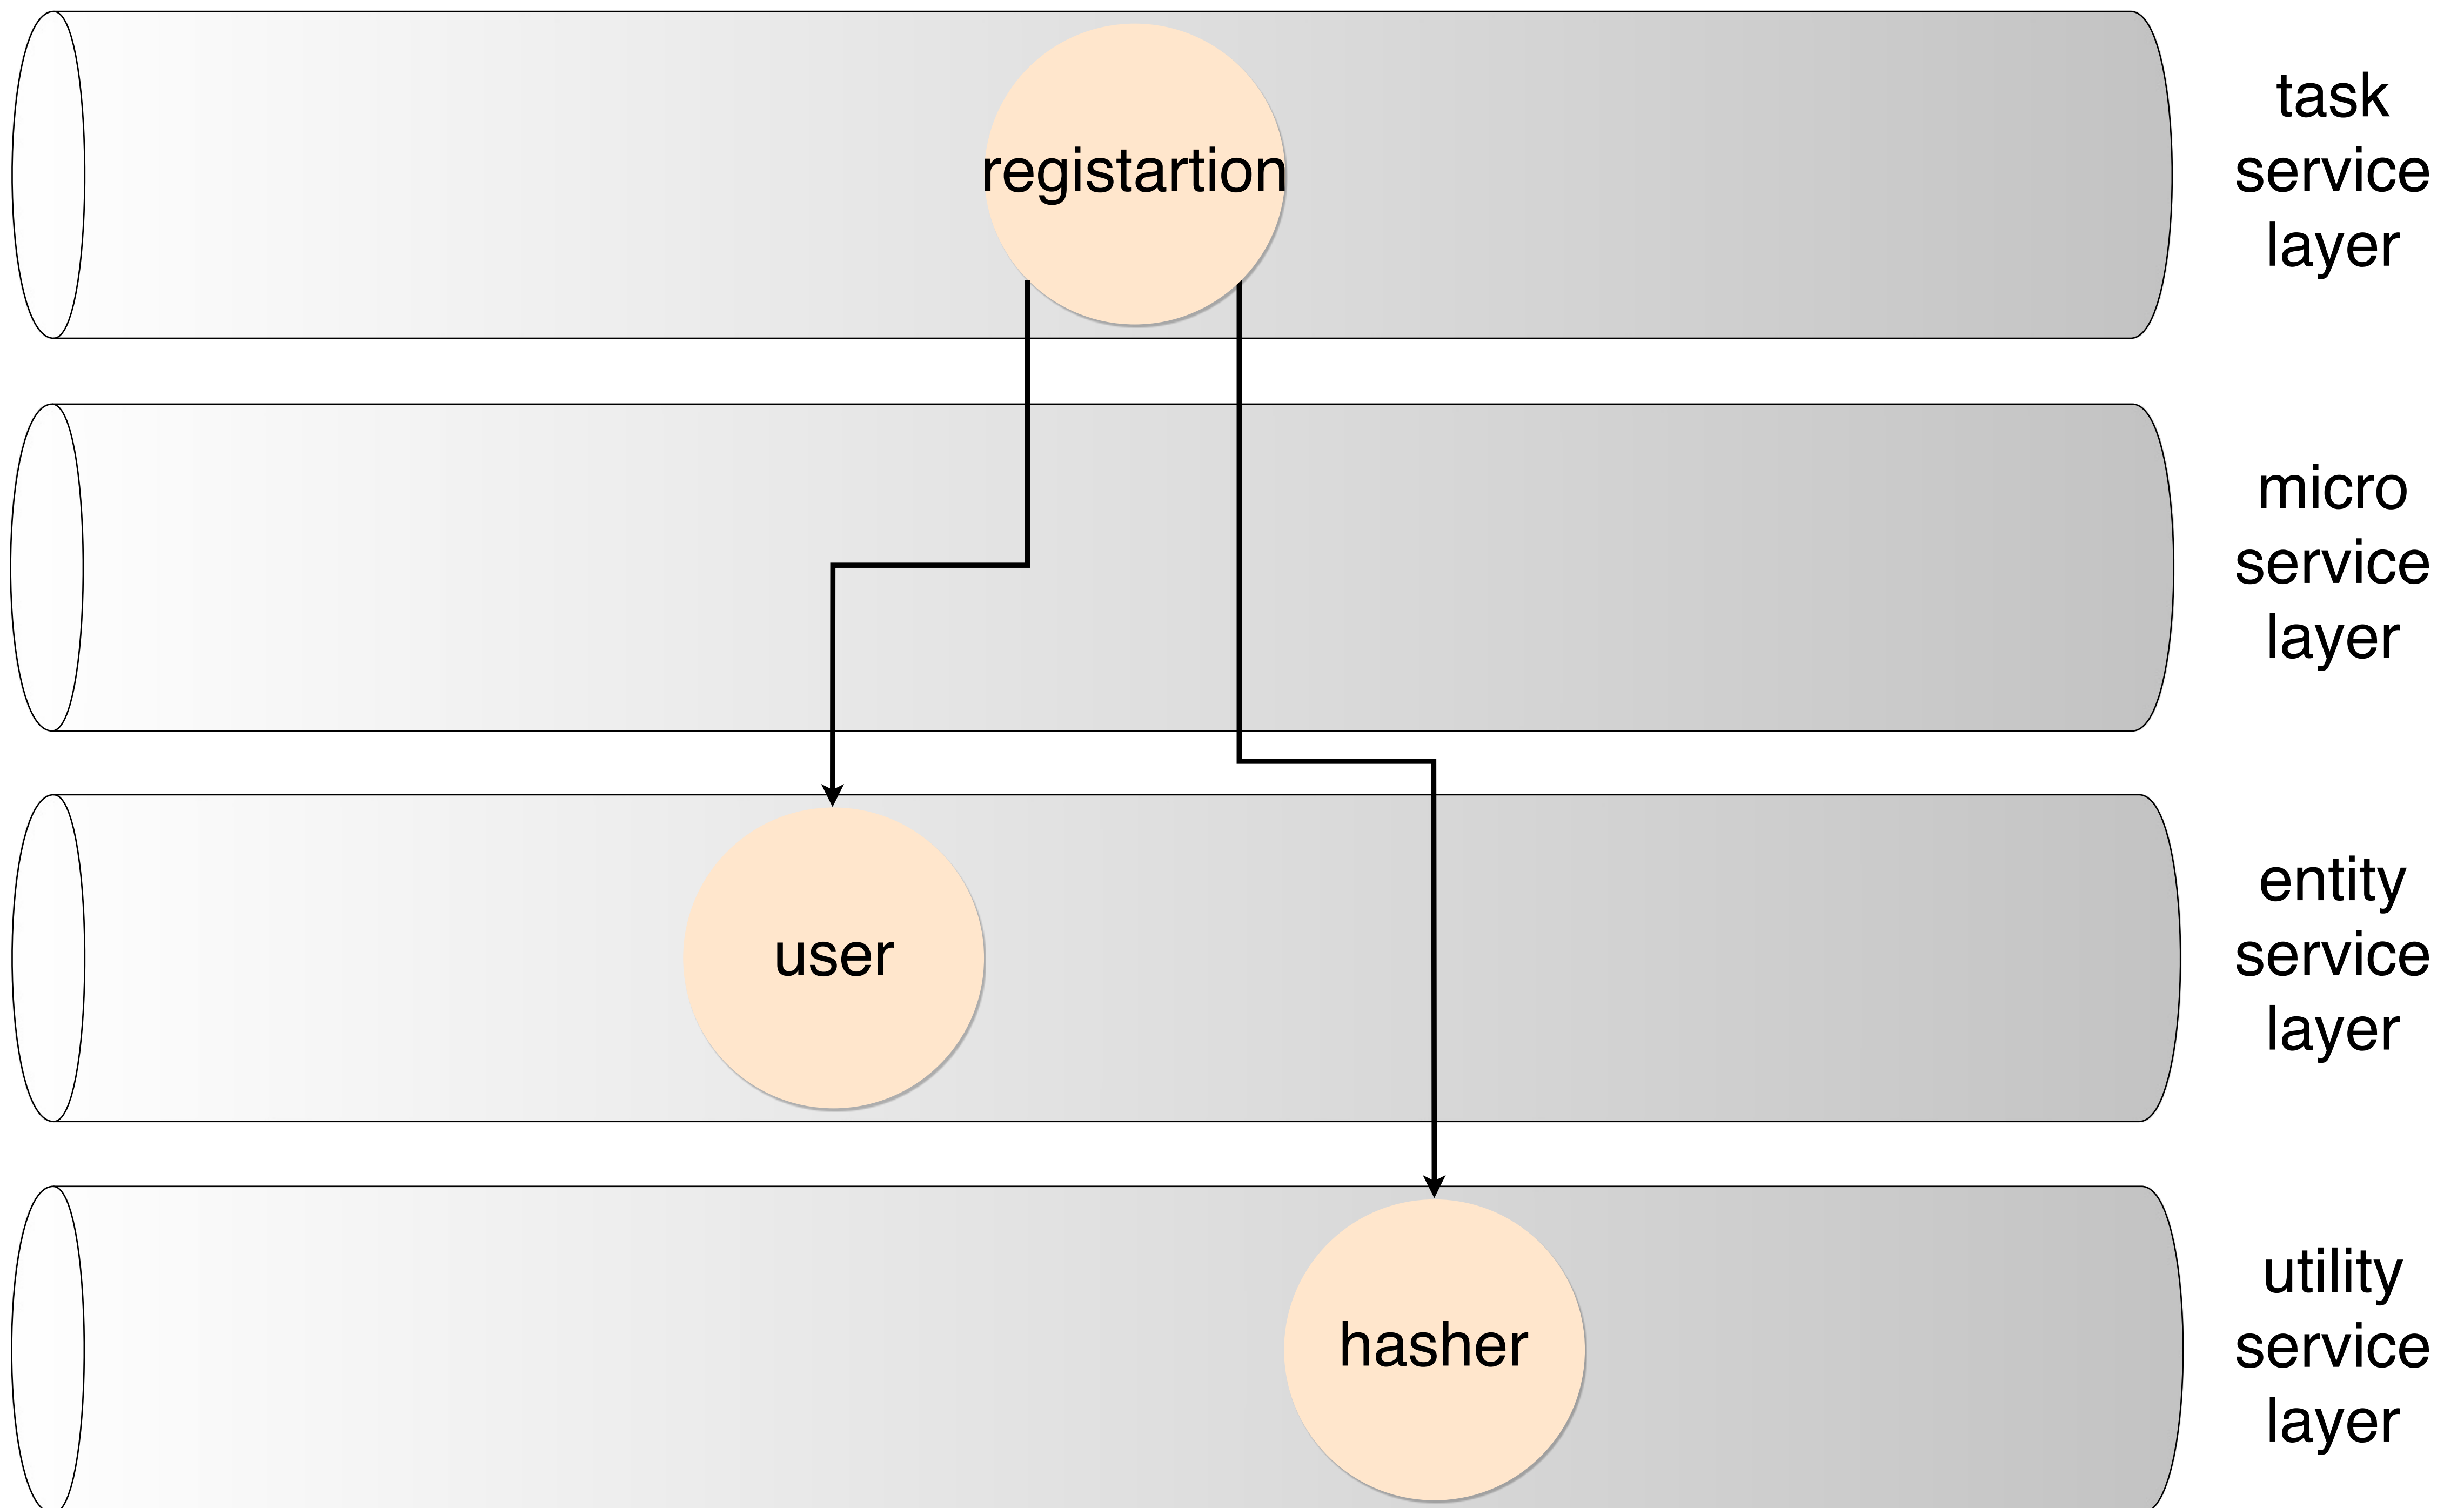 registartion
task
service
layer
micro
service
layer
user
entity
service
layer
hasher
utility
service
layer